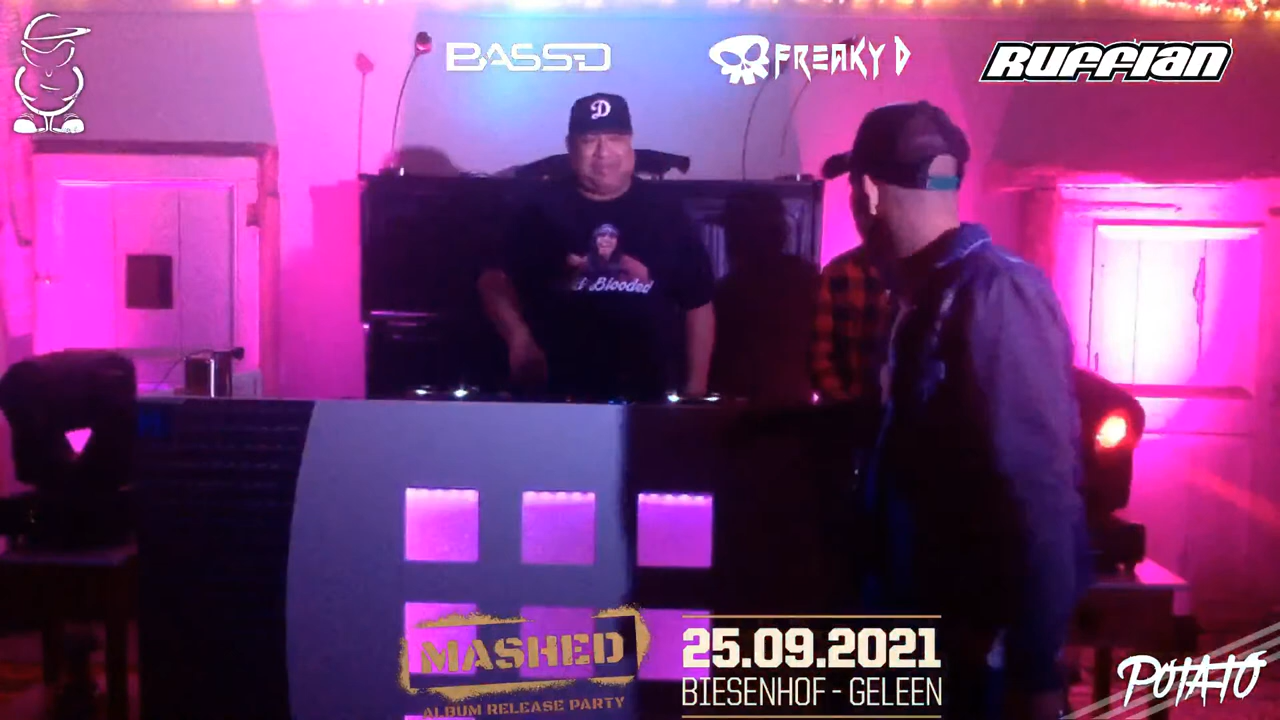 BASS-D
FREAKY D
RUFFIAN
D
d Blooded
MASHED
ALBUM RELEASE PARTY
25.09.2021
BIESENHOF - GELEEN
POTATO